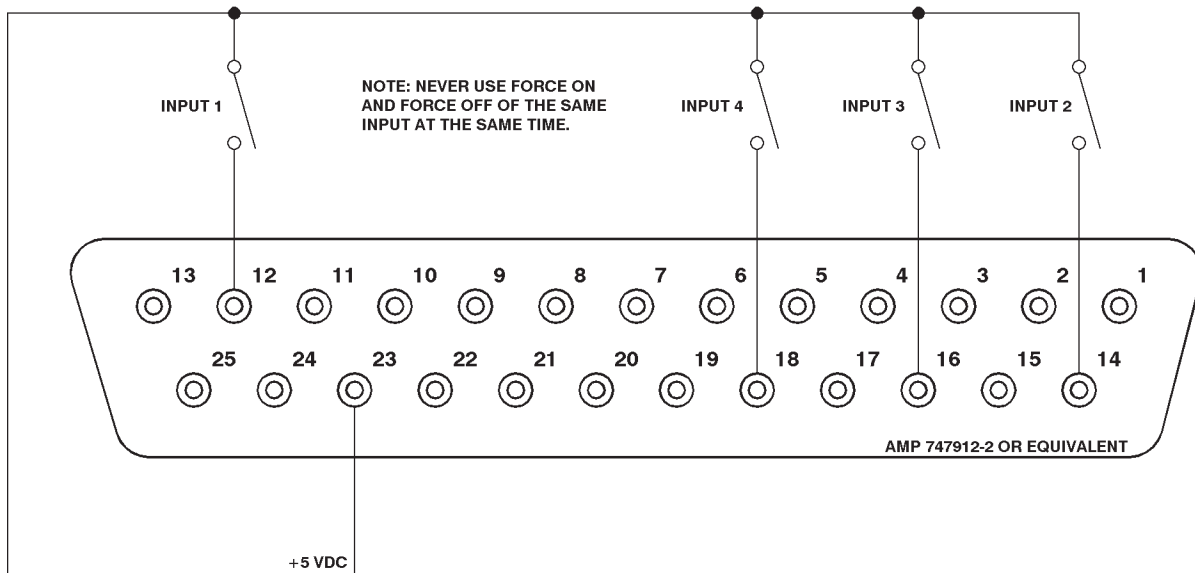 INPUT 1
NOTE: NEVER USE FORCE ON
AND FORCE OFF OF THE SAME
INPUT AT THE SAME TIME.
INPUT 4
INPUT 3
INPUT 2
13 12 11 10 9 8 7 6 5 4 3 2 1
25 24 23 22 21 20 19 18 17 16 15 14
AMP 747912-2 OR EQUIVALENT
+5 VDC